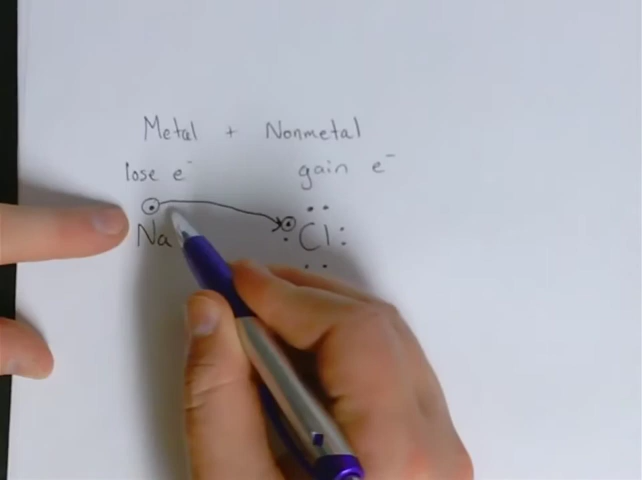 Metal + Nonmetal
lose e⁻ gain e⁻
Na Cl